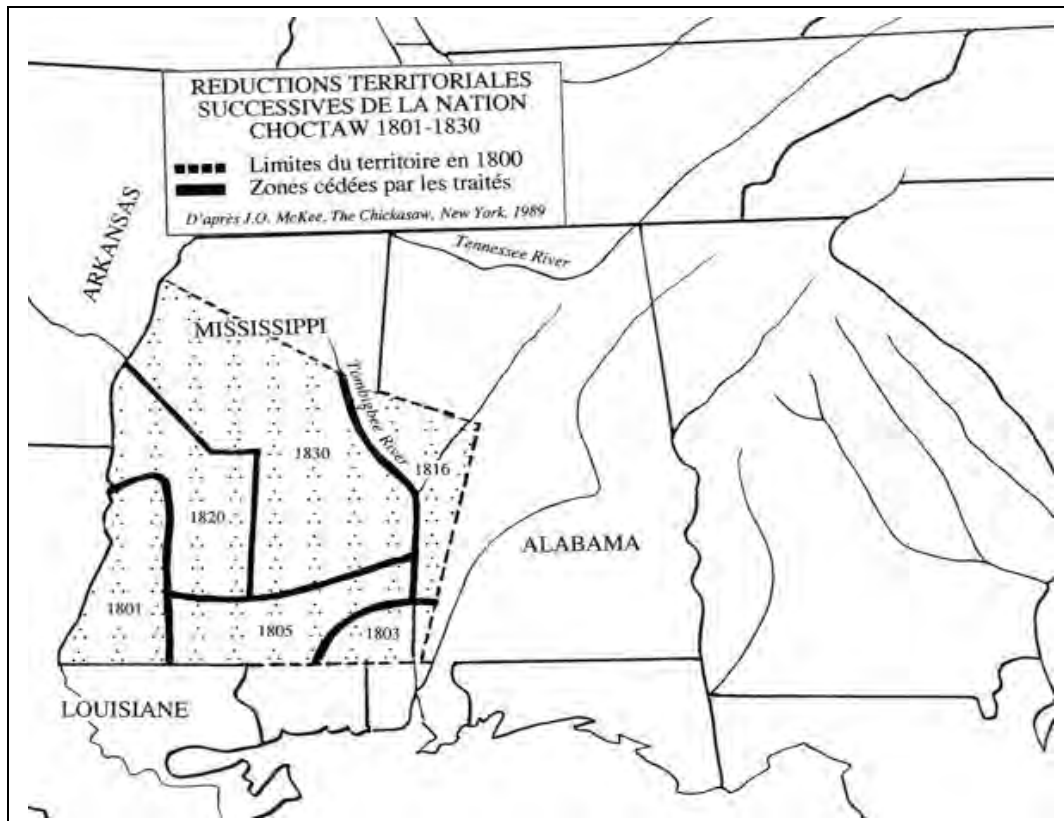 REDUCTIONS TERRITORIALES
SUCCESSIVES DE LA NATION
CHOCTAW 1801-1830
Limites du territoire en 1800
Zones cédées par les traités
D'après J.O. McKee, The Chickasaw, New York, 1989
ARKANSAS
Tennessee River
MISSISSIPPI
Tombigbee River
1830
1816
1820
ALABAMA
1801
1805
1803
LOUISIANE